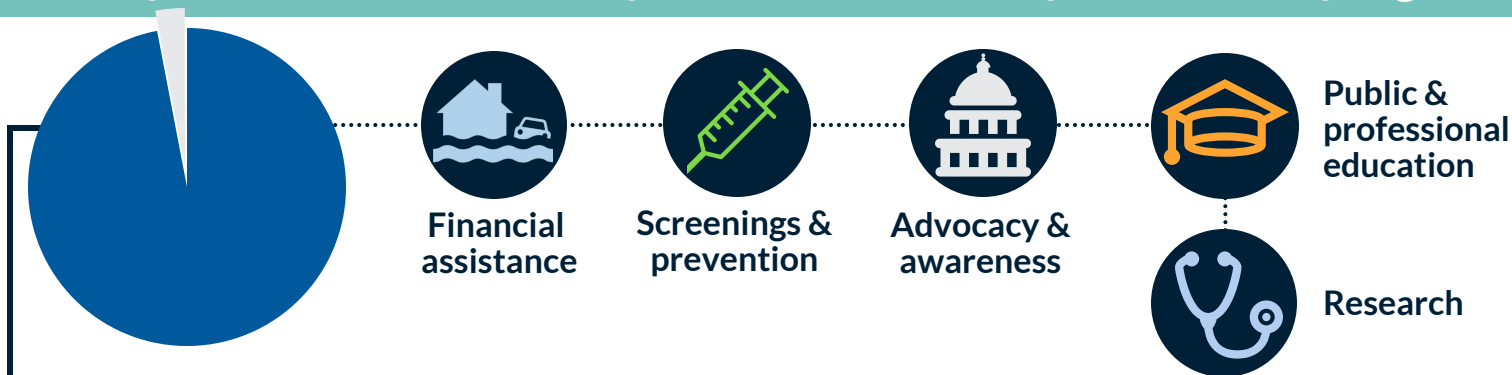 Financial
assistance
Screenings &
prevention
Advocacy &
awareness
Public &
professional
education
Research